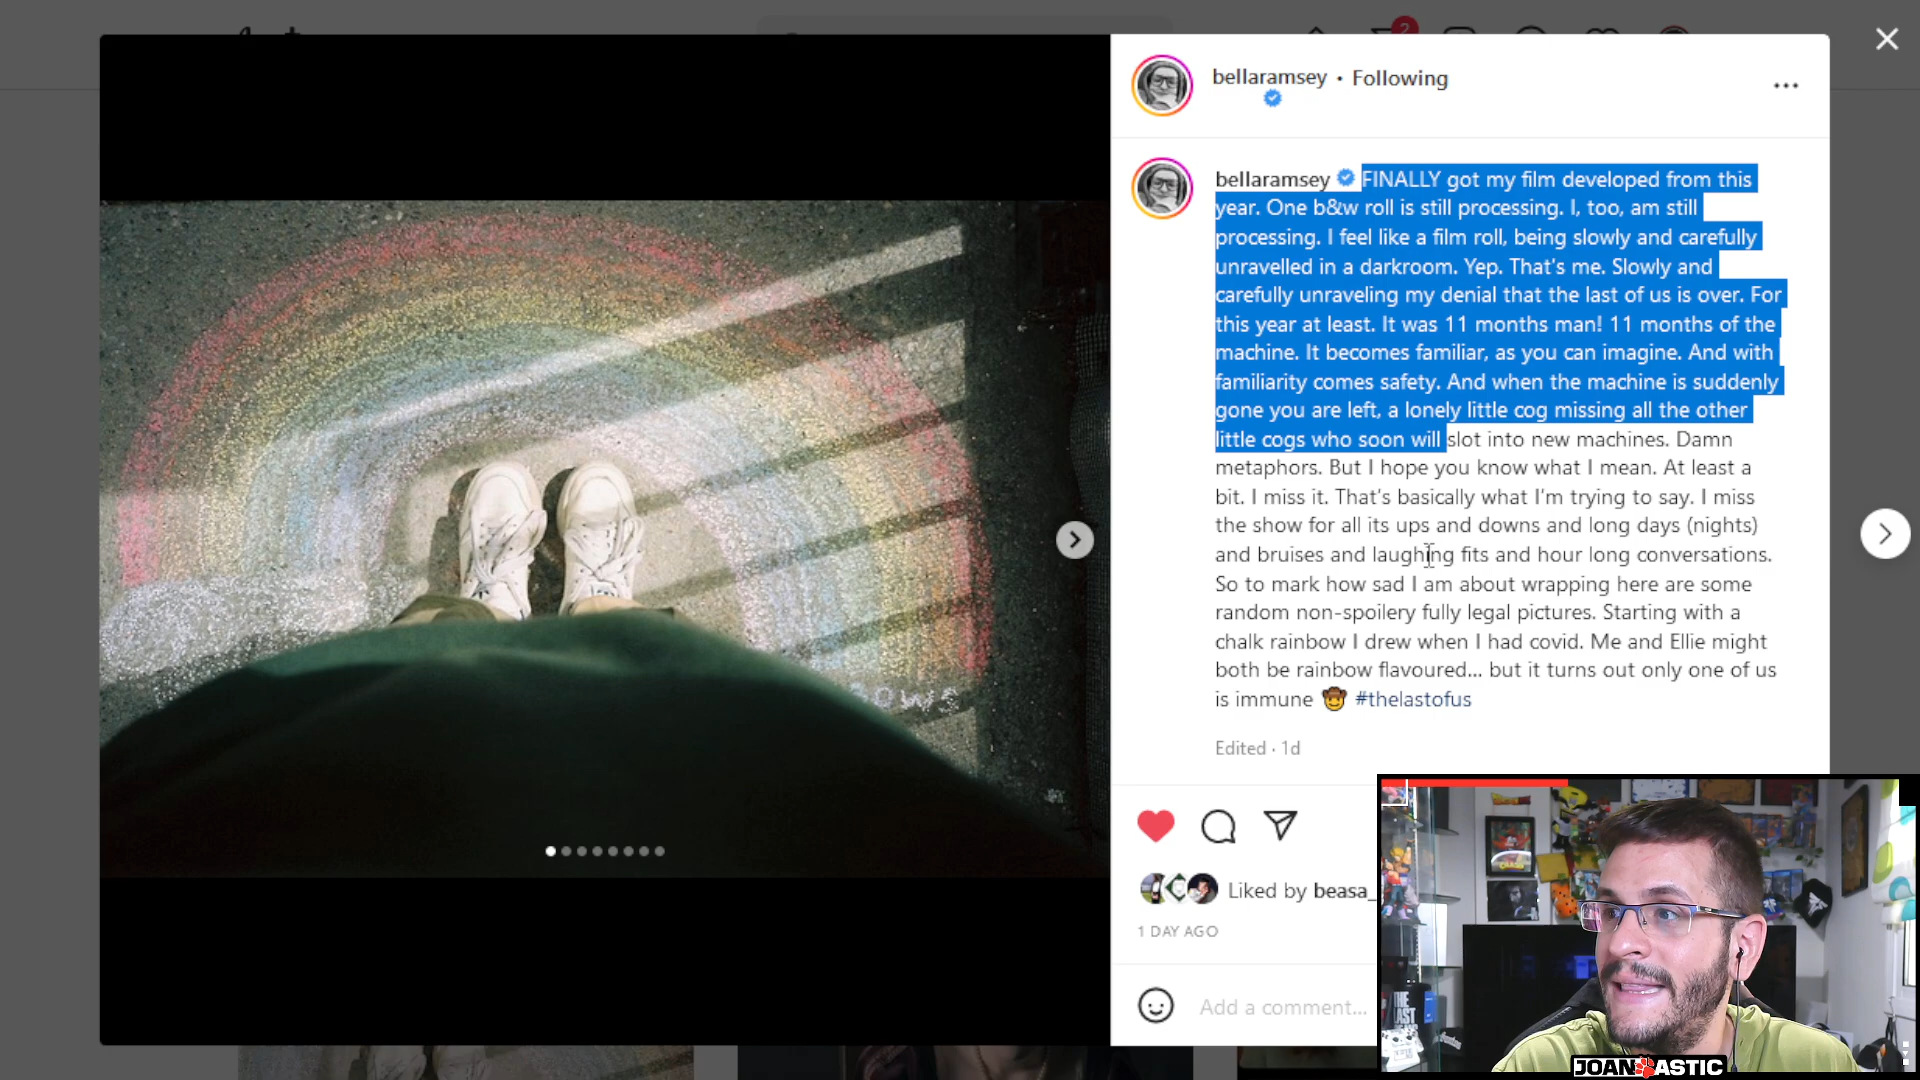 2
bellaramsey • Following
bellaramsey FINALLY got my film developed from this
year. One b&w roll is still processing. I, too, am still
processing. I feel like a film roll, being slowly and carefully
unravelled in a darkroom. Yep. That's me. Slowly and
carefully unraveling my denial that the last of us is over. For
this year at least. It was 11 months man! 11 months of the
machine. It becomes familiar, as you can imagine. And with
familiarity comes safety. And when the machine is suddenly
gone you are left, a lonely little cog missing all the other
little cogs who soon will slot into new machines. Damn
metaphors. But I hope you know what I mean. At least a
bit. I miss it. That's basically what I'm trying to say. I miss
the show for all its ups and downs and long days (nights)
and bruises and laughing fits and hour long conversations.
So to mark how sad I am about wrapping here are some
random non-spoilery fully legal pictures. Starting with a
chalk rainbow I drew when I had covid. Me and Ellie might
both be rainbow flavoured... but it turns out only one of us
is immune 🤠 #thelastofus
Edited · 1d
Liked by beasa_
1 DAY AGO
Add a comment...
THE
LAST
JOAN ASTIC